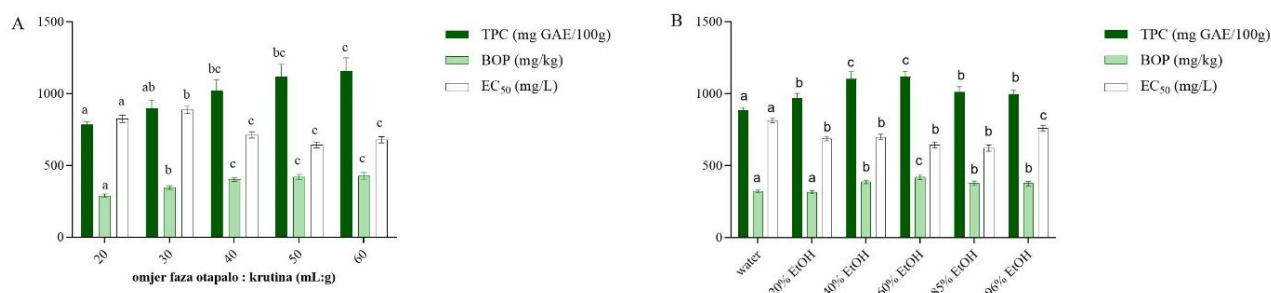 A
1500
1000
500
0
a
a
a
ab
b
b
bc
c
c
bc
c
c
c
c
c
20
30
40
50
60
omjer faza otapalo : krutina (mL:g)
TPC (mg GAE/100g)
BOP (mg/kg)
EC₅₀ (mg/L)
B
1500
1000
500
0
a
a
a
b
a
b
c
b
b
c
c
b
b
b
b
b
b
c
water
20% EtOH
40% EtOH
60% EtOH
85% EtOH
96% EtOH
TPC (mg GAE/100g)
BOP (mg/kg)
EC₅₀ (mg/L)